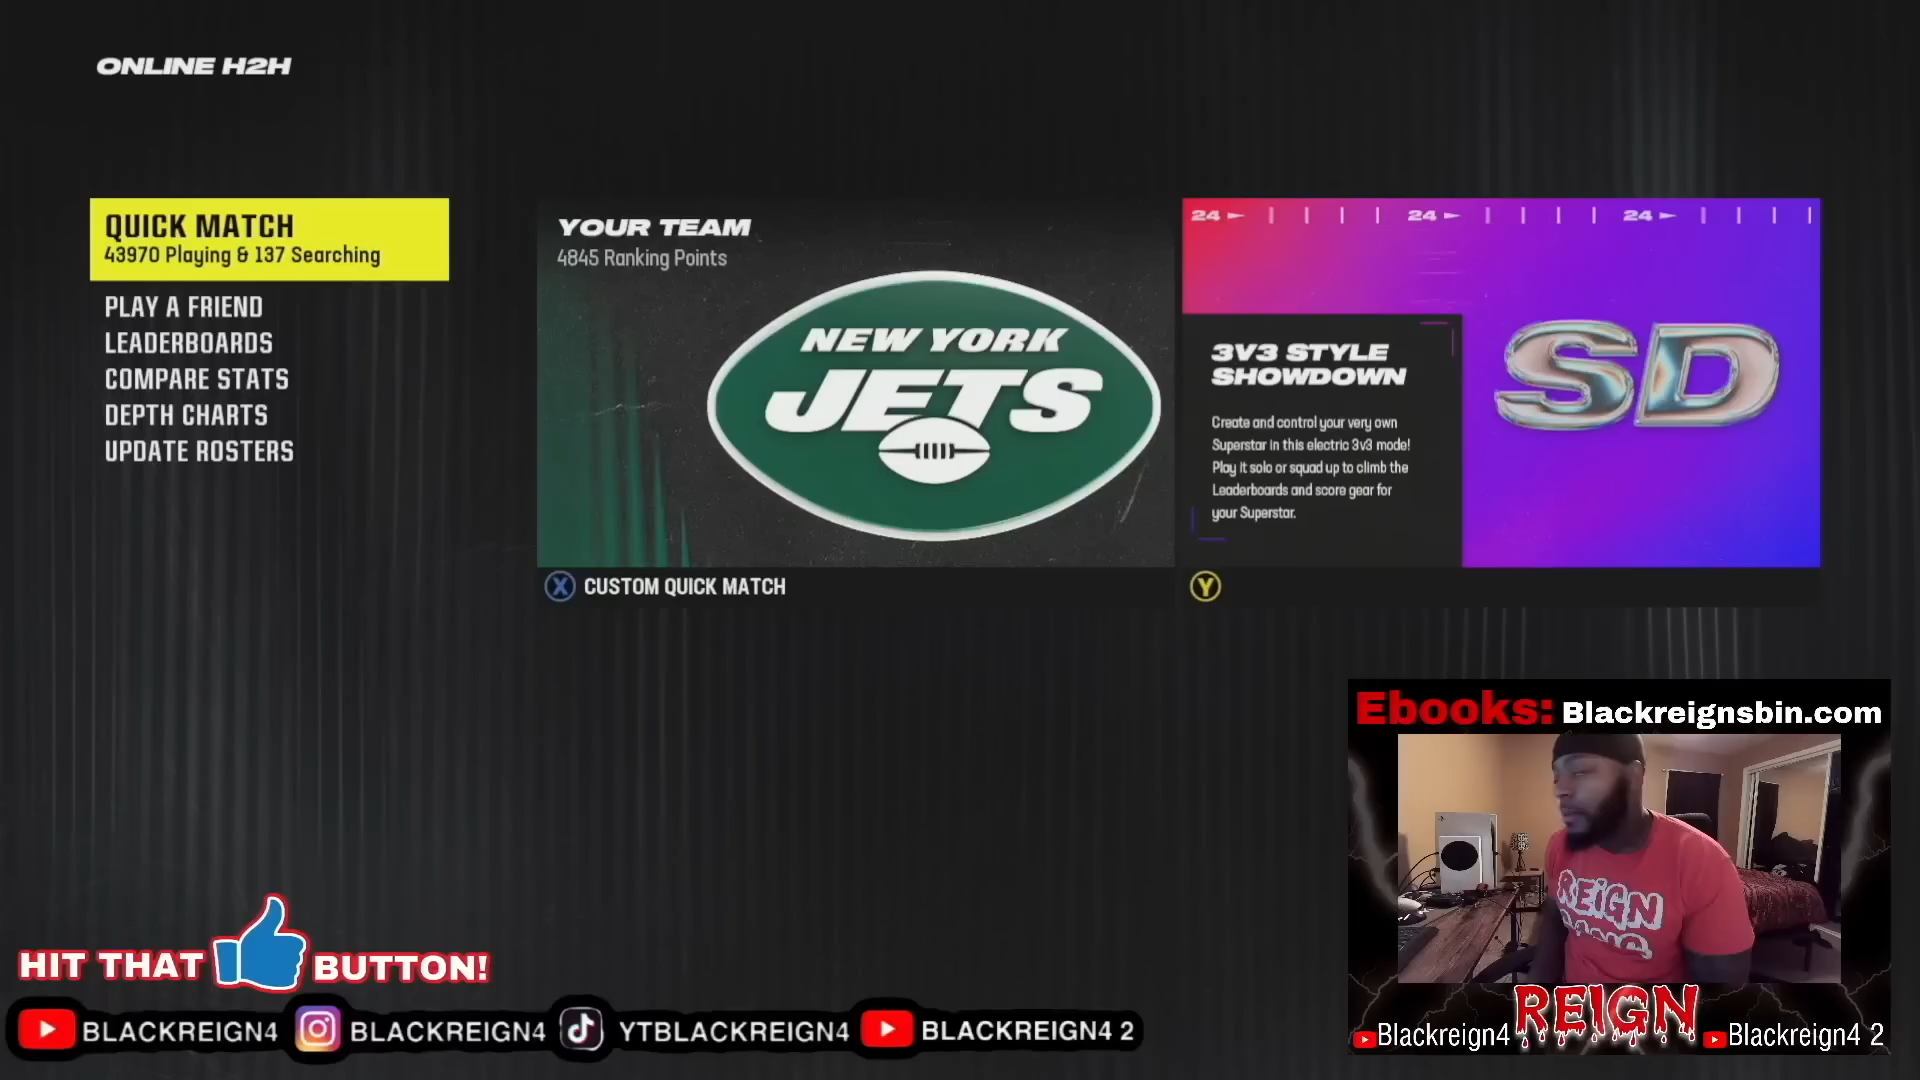 ONLINE H2H
QUICK MATCH
43970 Playing & 137 Searching
PLAY A FRIEND
LEADERBOARDS
COMPARE STATS
DEPTH CHARTS
UPDATE ROSTERS
YOUR TEAM
4845 Ranking Points
NEW YORK
JETS
X CUSTOM QUICK MATCH
24 24 24
3V3 STYLE
SHOWDOWN
Create and control your very own
Superstar in this electric 3v3 mode!
Play it solo or squad up to climb the
Leaderboards and score gear for
your Superstar.
SD
Y
Ebooks: Blackreignsbin.com
REIGN
GANG
REIGN
Blackreign4
Blackreign4 2
HIT THAT BUTTON!
BLACKREIGN4 BLACKREIGN4 YTBLACKREIGN4 BLACKREIGN4 2